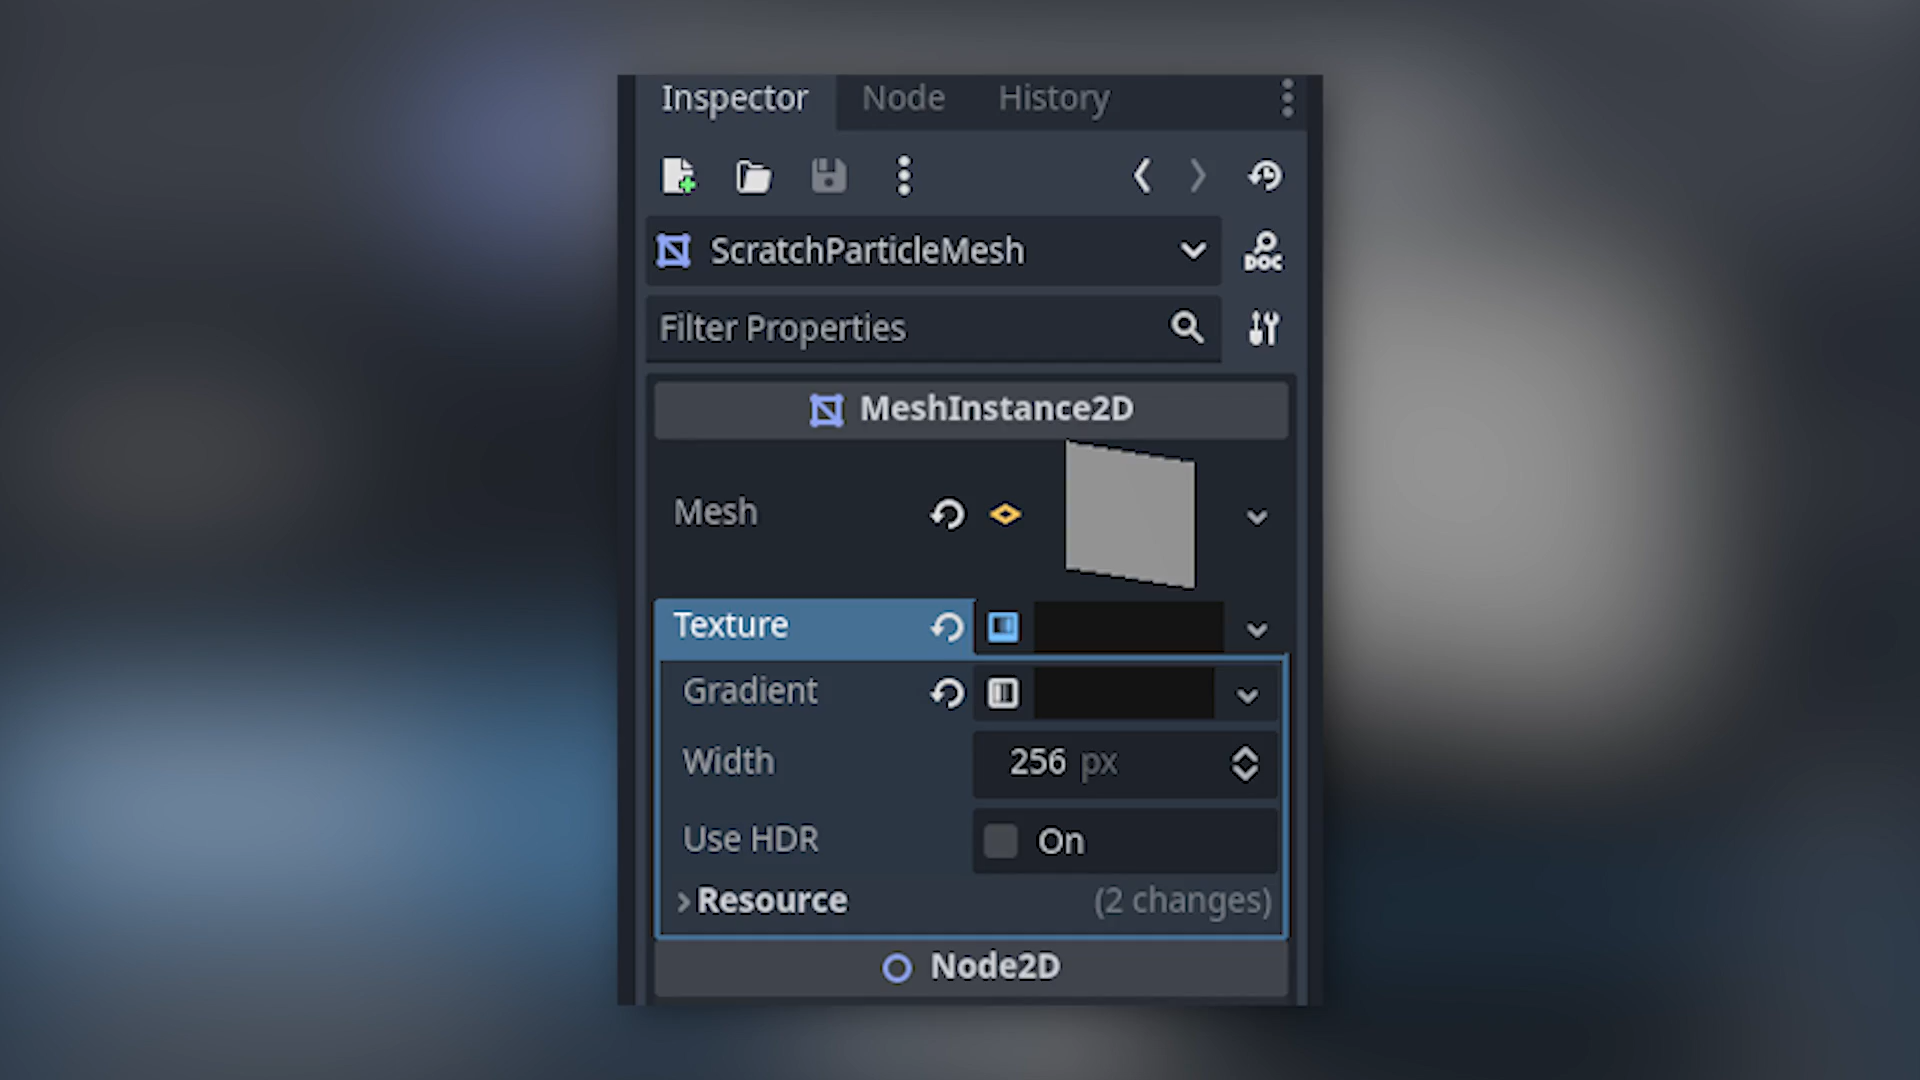 Inspector Node History
ScratchParticleMesh
DOC
Filter Properties
MeshInstance2D
Mesh
Texture
Gradient
Width 256 px
Use HDR On
Resource (2 changes)
Node2D